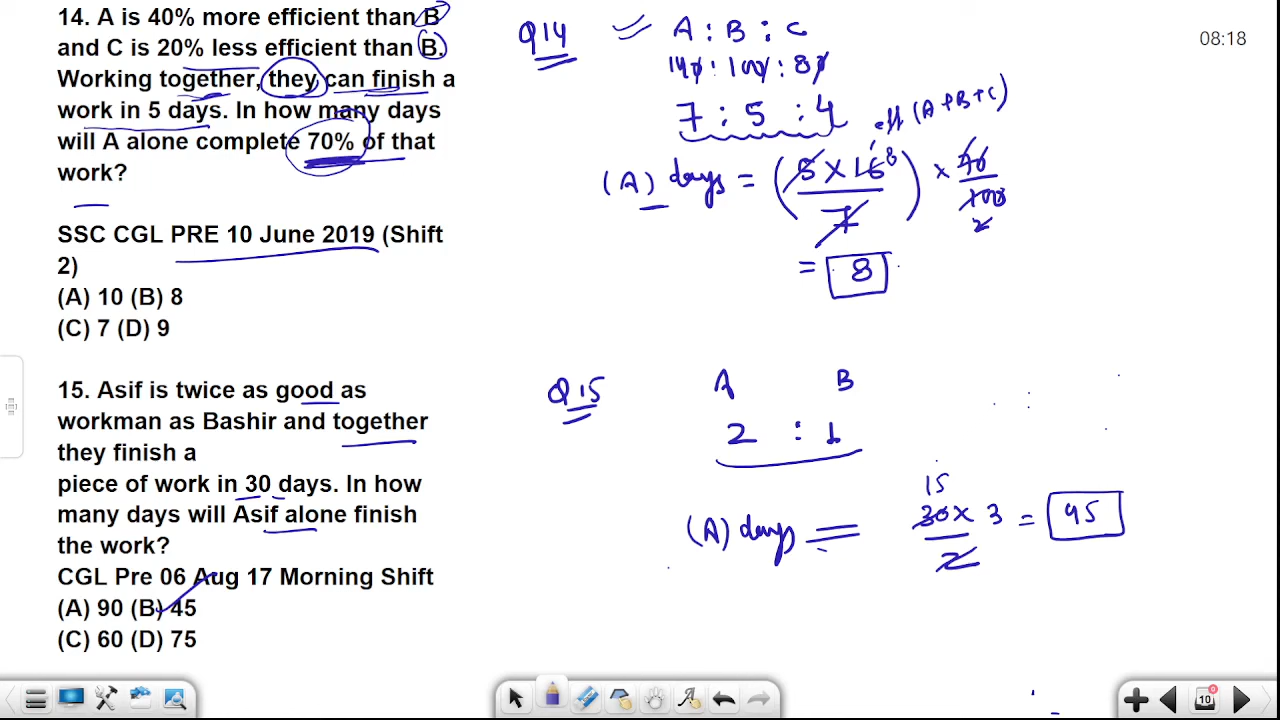 14. A is 40% more efficient than B
and C is 20% less efficient than B.
Working together, they can finish a
work in 5 days. In how many days
will A alone complete 70% of that
work?
SSC CGL PRE 10 June 2019 (Shift
2)
(A) 10 (B) 8
(C) 7 (D) 9
15. Asif is twice as good as
workman as Bashir and together
they finish a
piece of work in 30 days. In how
many days will Asif alone finish
the work?
CGL Pre 06 Aug 17 Morning Shift
(A) 90 (B) 45
(C) 60 (D) 75
08:18
Q14 A : B : C
140 : 100 : 80
7 : 5 : 4
eff (A+B+C)
(A) days = (5 × 16 8 / 7) × 70 / 100 2
= 8
Q15 A B
2 : 1
15
(A) days = 30 × 3 / 2 = 45
10